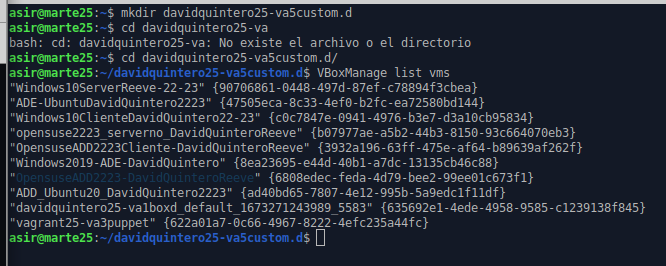 asir@marte25:~$ mkdir davidquintero25-va5custom.d
asir@marte25:~$ cd davidquintero25-va
bash: cd: davidquintero25-va: No existe el archivo o el directorio
asir@marte25:~$ cd davidquintero25-va5custom.d/
asir@marte25:~/davidquintero25-va5custom.d$ VBoxManage list vms
"Windows10ServerReeve-22-23" {90706861-0448-497d-87ef-c78894f3cbea}
"ADE-UbuntuDavidQuintero2223" {47505eca-8c33-4ef0-b2fc-ea72580bd144}
"Windows10ClienteDavidQuintero22-23" {c0c7847e-0941-4976-b3e7-d3a10cb95834}
"opensuse2223_serverno_DavidQuinteroReeve" {b07977ae-a5b2-44b3-8150-93c664070eb3}
"OpensuseADD2223Cliente-DavidQuinteroReeve" {3932a196-63ff-475e-af64-b89639af262f}
"Windows2019-ADE-DavidQuintero" {8ea23695-e44d-40b1-a7dc-13135cb46c88}
"OpensuseADD2123-DavidQuinteroReeve" {6808edec-feda-4d79-bee2-99ee01c673f1}
"ADD_Ubuntu20_DavidQuintero2223" {ad40bd65-7807-4e12-995b-5a9edc1f11df}
"davidquintero25-va1boxd_default_1673271243989_5583" {635692e1-4ede-4958-9585-c1239138f845}
"vagrant25-va3puppet" {622a01a7-0c66-4967-8222-4efc235a44fc}
asir@marte25:~/davidquintero25-va5custom.d$